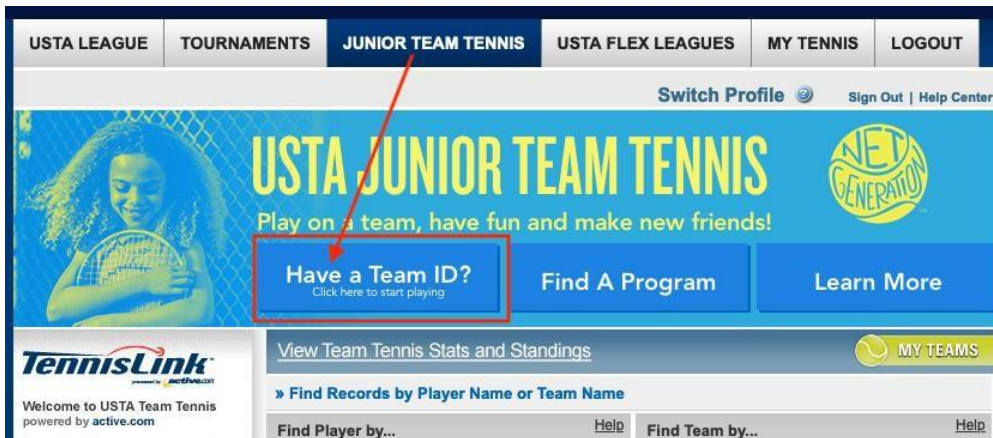 USTA LEAGUE TOURNAMENTS JUNIOR TEAM TENNIS USTA FLEX LEAGUES MY TENNIS LOGOUT
Switch Profile ? Sign Out | Help Center
USTA JUNIOR TEAM TENNIS
NET GENERATION
Play on a team, have fun and make new friends!
Have a Team ID? Find A Program Learn More
Click here to start playing
View Team Tennis Stats and Standings MY TEAMS
TennisLink
powered by active.com
» Find Records by Player Name or Team Name
Welcome to USTA Team Tennis
powered by active.com
Find Player by... Help Find Team by... Help